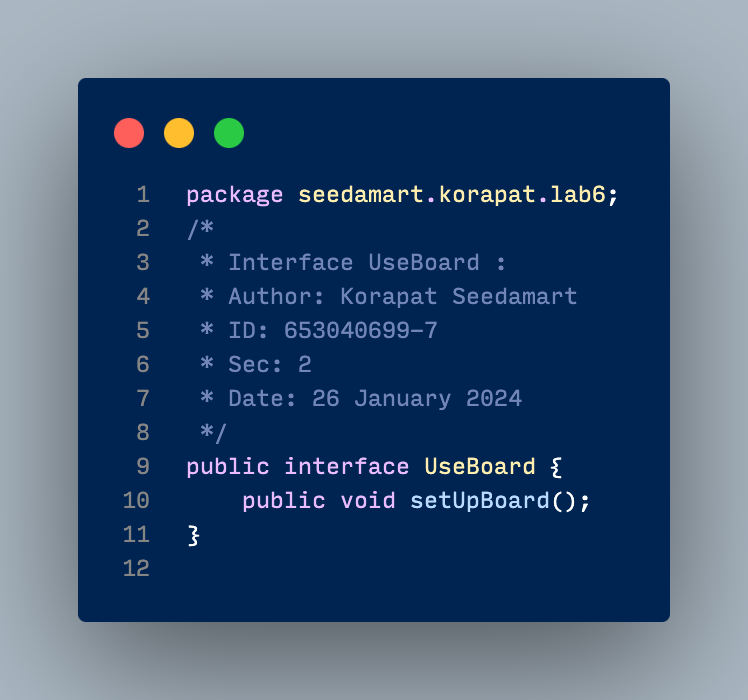 1 package seedamart.korapat.lab6;
2 /*
3  * Interface UseBoard :
4  * Author: Korapat Seedamart
5  * ID: 653040699-7
6  * Sec: 2
7  * Date: 26 January 2024
8  */
9 public interface UseBoard {
10     public void setUpBoard();
11 }
12